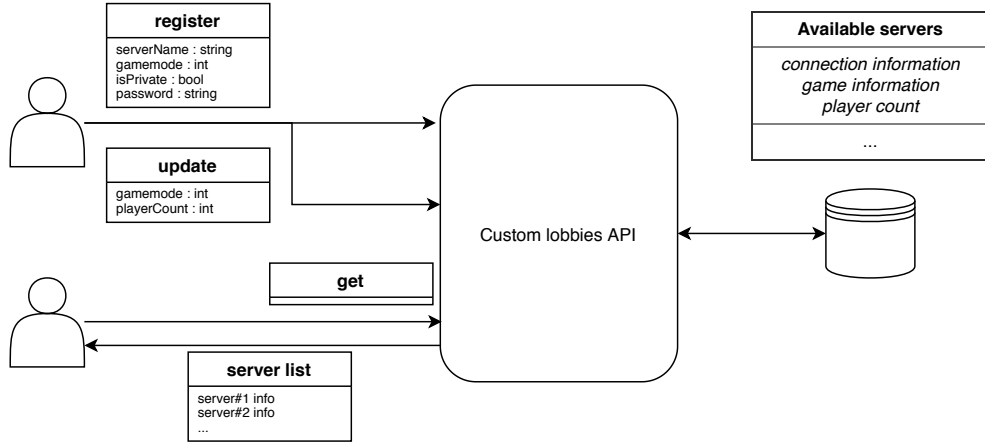 register
serverName : string
gamemode : int
isPrivate : bool
password : string
update
gamemode : int
playerCount : int
get
server list
server#1 info
server#2 info
...
Custom lobbies API
Available servers
connection information
game information
player count
...